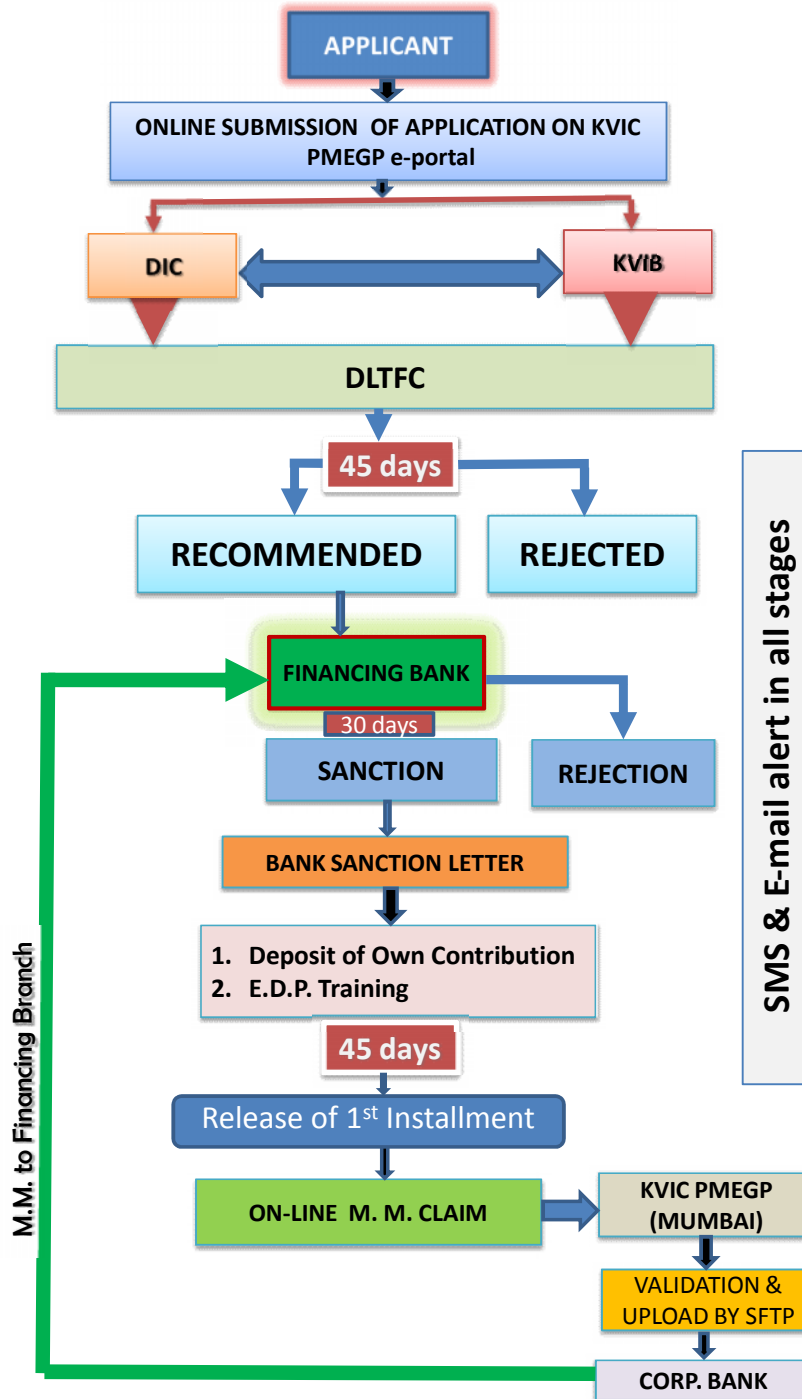 APPLICANT
ONLINE SUBMISSION OF APPLICATION ON KVIC
PMEGP e-portal
DIC
KVIB
DLTFC
45 days
RECOMMENDED
REJECTED
FINANCING BANK
30 days
SANCTION
REJECTION
BANK SANCTION LETTER
1. Deposit of Own Contribution
2. E.D.P. Training
45 days
Release of 1st Installment
ON-LINE M. M. CLAIM
KVIC PMEGP
(MUMBAI)
VALIDATION &
UPLOAD BY SFTP
CORP. BANK
M.M. to Financing Branch
SMS & E-mail alert in all stages